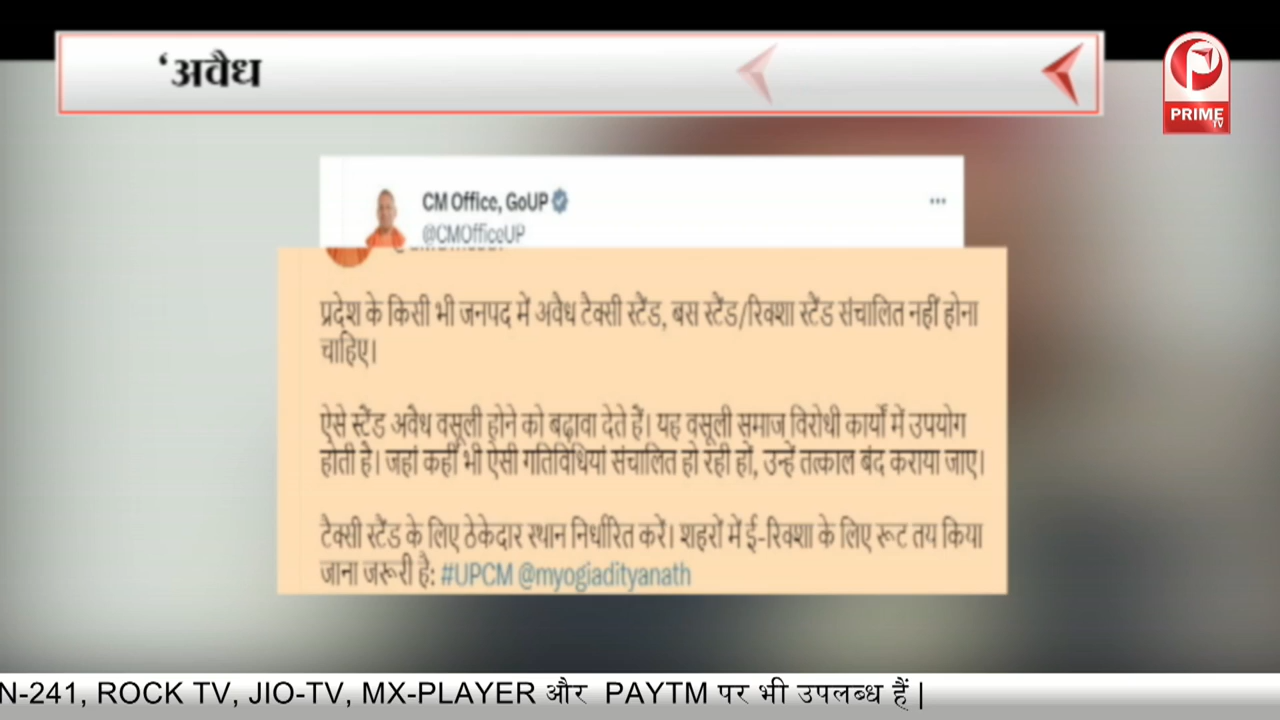 ‘अवैध
PRIME
TV
CM Office, GoUP
@CMOfficeUP
प्रदेश के किसी भी जनपद में अवैध टैक्सी स्टैंड, बस स्टैंड/रिक्शा स्टैंड संचालित नहीं होना
चाहिए।
ऐसे स्टैंड अवैध वसूली होने को बढ़ावा देते हैं। यह वसूली समाज विरोधी कार्यों में उपयोग
होती है। जहां कहीं भी ऐसी गतिविधियां संचालित हो रही हों, उन्हें तत्काल बंद कराया जाए।
टैक्सी स्टैंड के लिए ठेकेदार स्थान निर्धारित करें। शहरों में ई-रिक्शा के लिए रूट तय किया
जाना जरूरी है: #UPCM @myogiadityanath
N-241, ROCK TV, JIO-TV, MX-PLAYER और PAYTM पर भी उपलब्ध हैं |